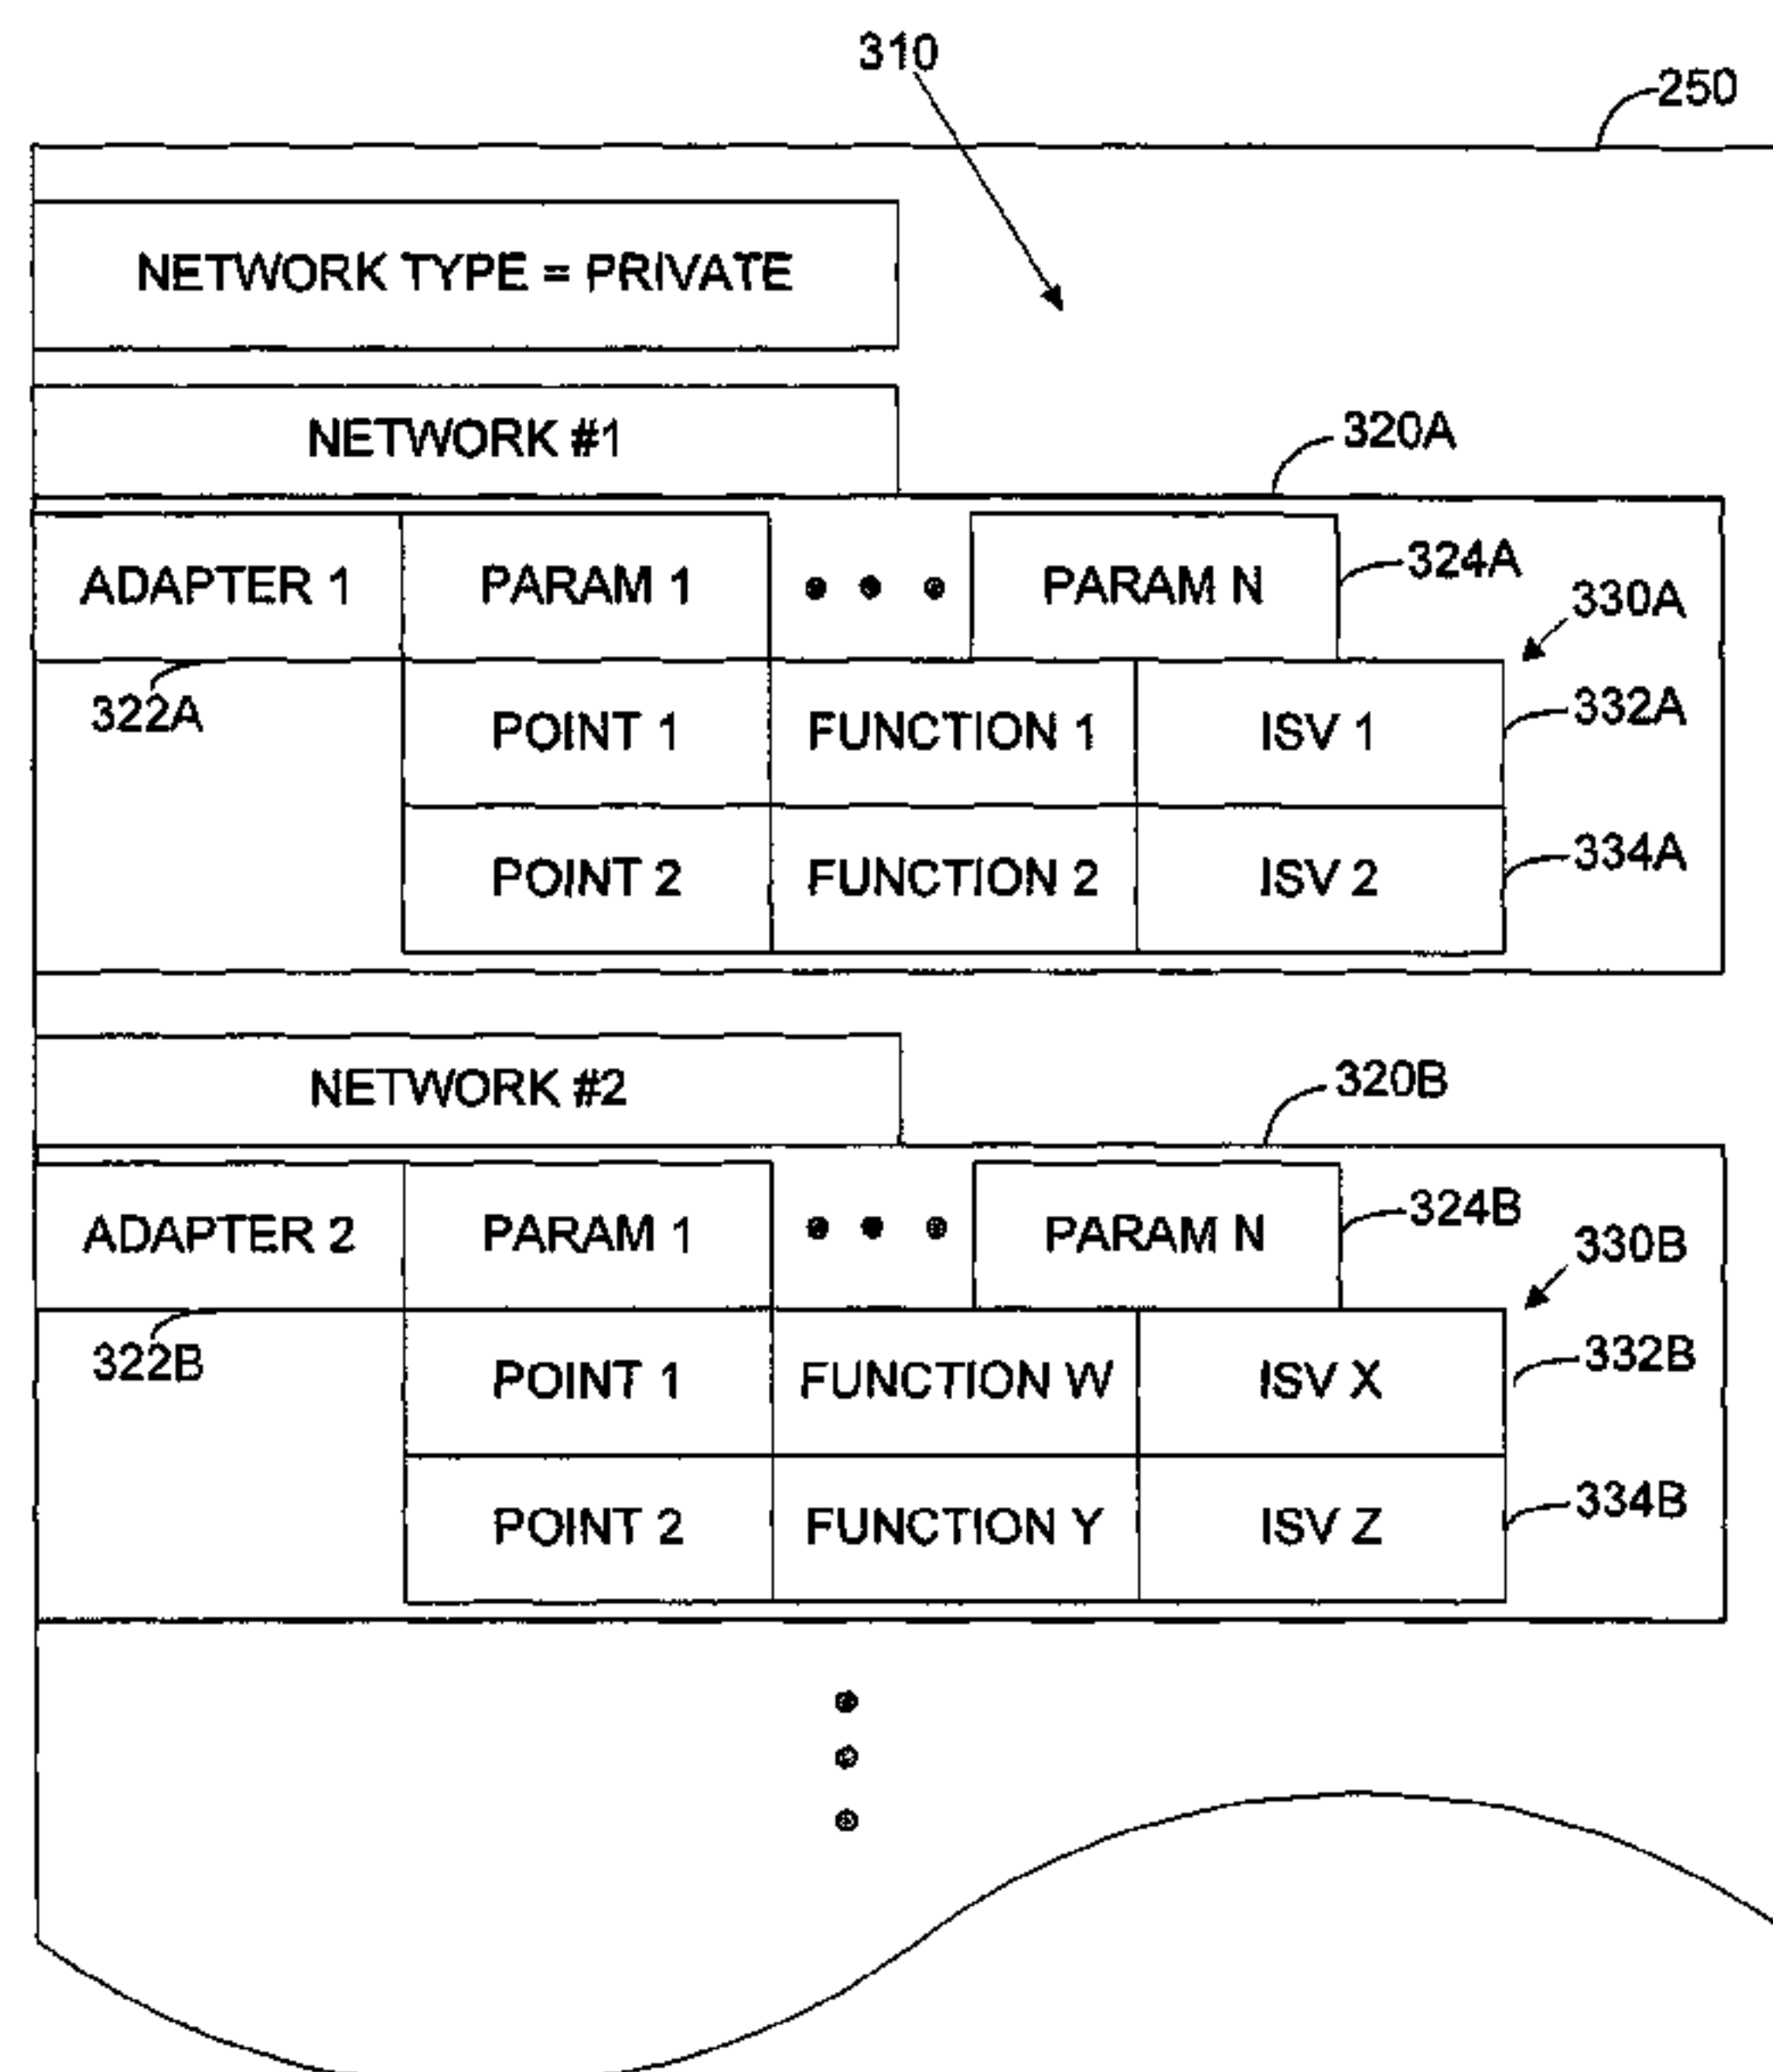 310
250
NETWORK TYPE = PRIVATE
NETWORK #1
320A
ADAPTER 1 PARAM 1 • • • PARAM N 324A
330A
322A POINT 1 FUNCTION 1 ISV 1 332A
POINT 2 FUNCTION 2 ISV 2 334A
NETWORK #2
320B
ADAPTER 2 PARAM 1 • • • PARAM N 324B
330B
322B POINT 1 FUNCTION W ISV X 332B
POINT 2 FUNCTION Y ISV Z 334B